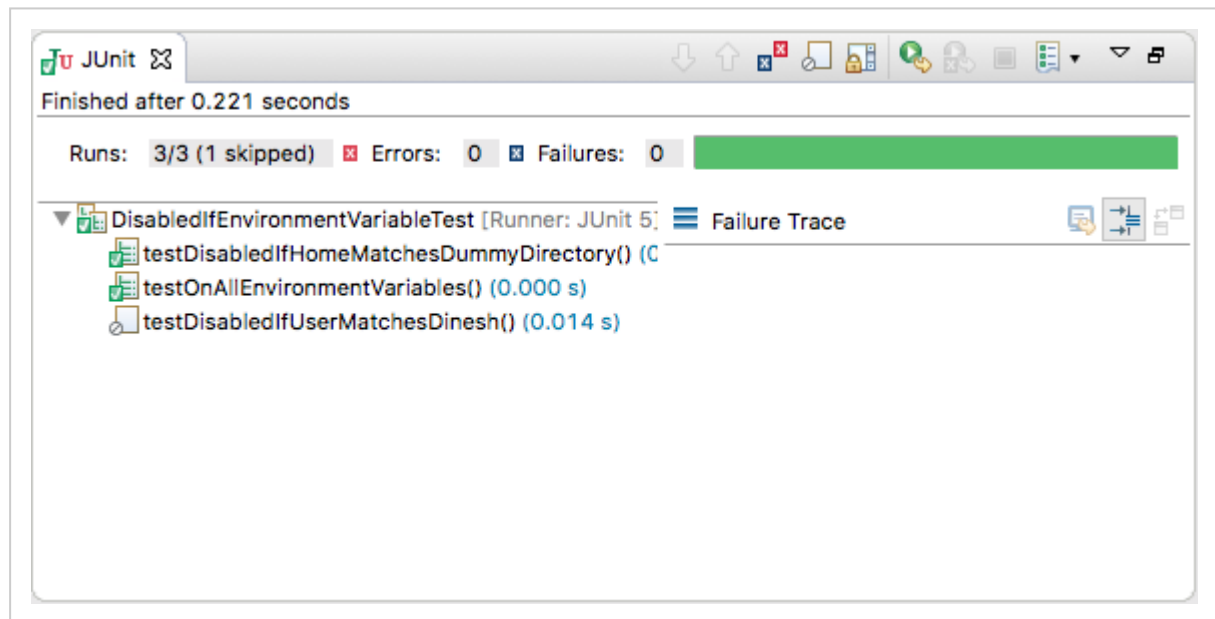 JUnit
Finished after 0.221 seconds
Runs: 3/3 (1 skipped) Errors: 0 Failures: 0
DisabledIfEnvironmentVariableTest [Runner: JUnit 5]
Failure Trace
testDisabledIfHomeMatchesDummyDirectory() (0
testOnAllEnvironmentVariables() (0.000 s)
testDisabledIfUserMatchesDinesh() (0.014 s)